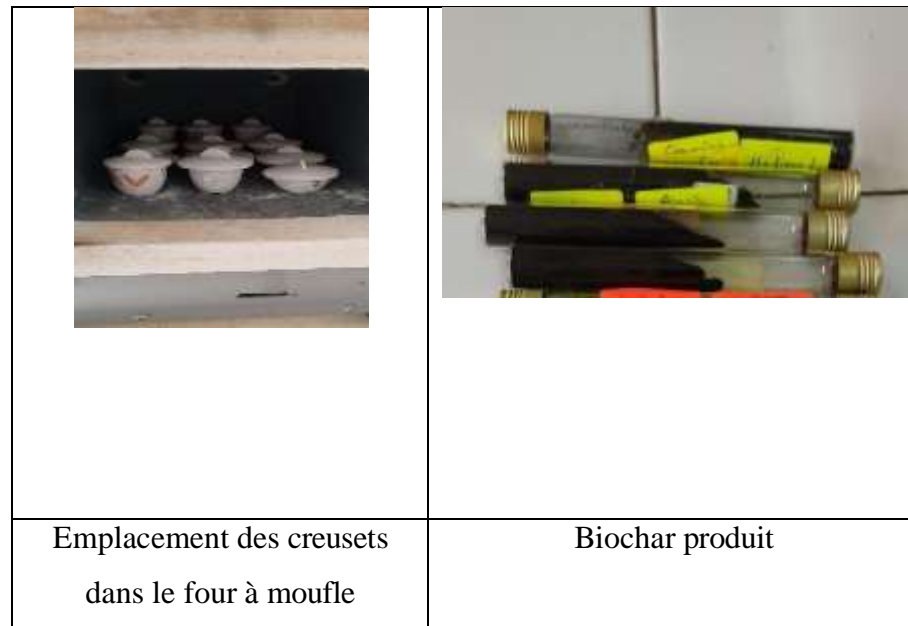 Emplacement des creusets
dans le four à moufle
Biochar produit